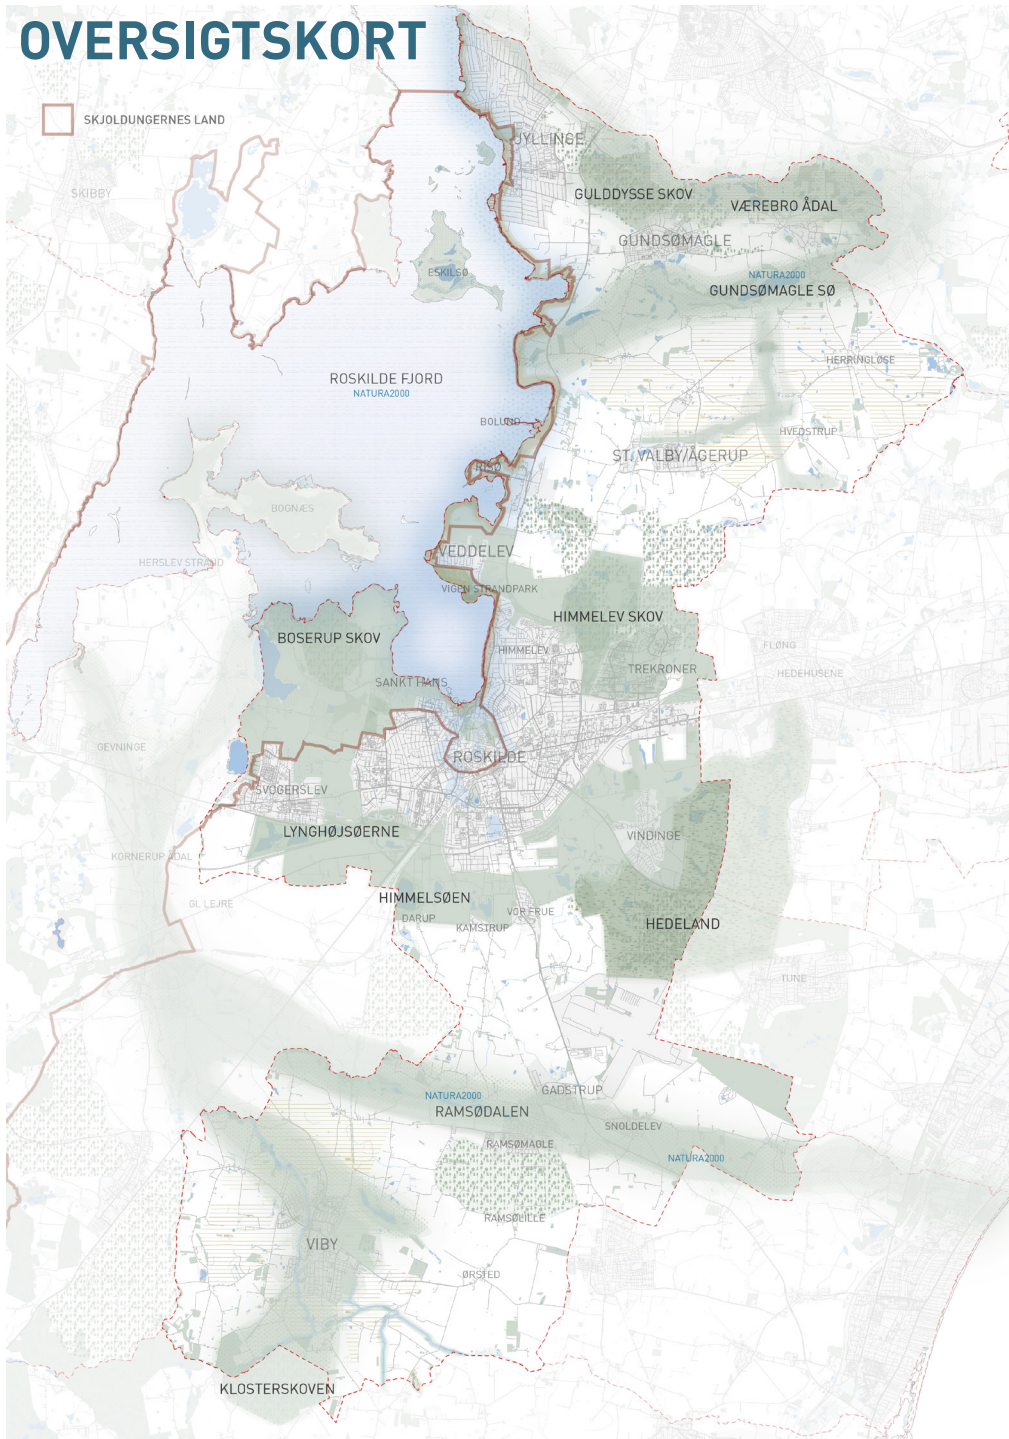 OVERSIGTSKORT
SKJOLDUNGERNES LAND
JYLLINGE
SKIBBY
GULDDYSSE SKOV
VÆREBRO ÅDAL
GUNDSØMAGLE
ESKILSØ
NATURA2000
GUNDSØMAGLE SØ
HERRINGLØSE
ROSKILDE FJORD
NATURA2000
BOLUND
HVEDSTRUP
ST. VALBY/ÅGERUP
RISØ
BOGNÆS
VEDDELEV
HERSLEV STRAND
VIGEN STRANDPARK
HIMMELEV SKOV
BOSERUP SKOV
HIMMELEV
FLØNG
TREKRONER
HEDEHUSENE
SANKT HANS
GEVNINGE
ROSKILDE
SVOGERSLEV
LYNGHØJSØERNE
VINDINGE
KORNERUP ÅDAL
HIMMELSØEN
GL. LEJRE
DARUP
VOR FRUE
KAMSTRUP
HEDELAND
TUNE
GADSTRUP
NATURA2000
RAMSØDALEN
SNOLDELEV
RAMSØMAGLE
NATURA2000
RAMSØLILLE
VIBY
ØRSTED
KLOSTERSKOVEN